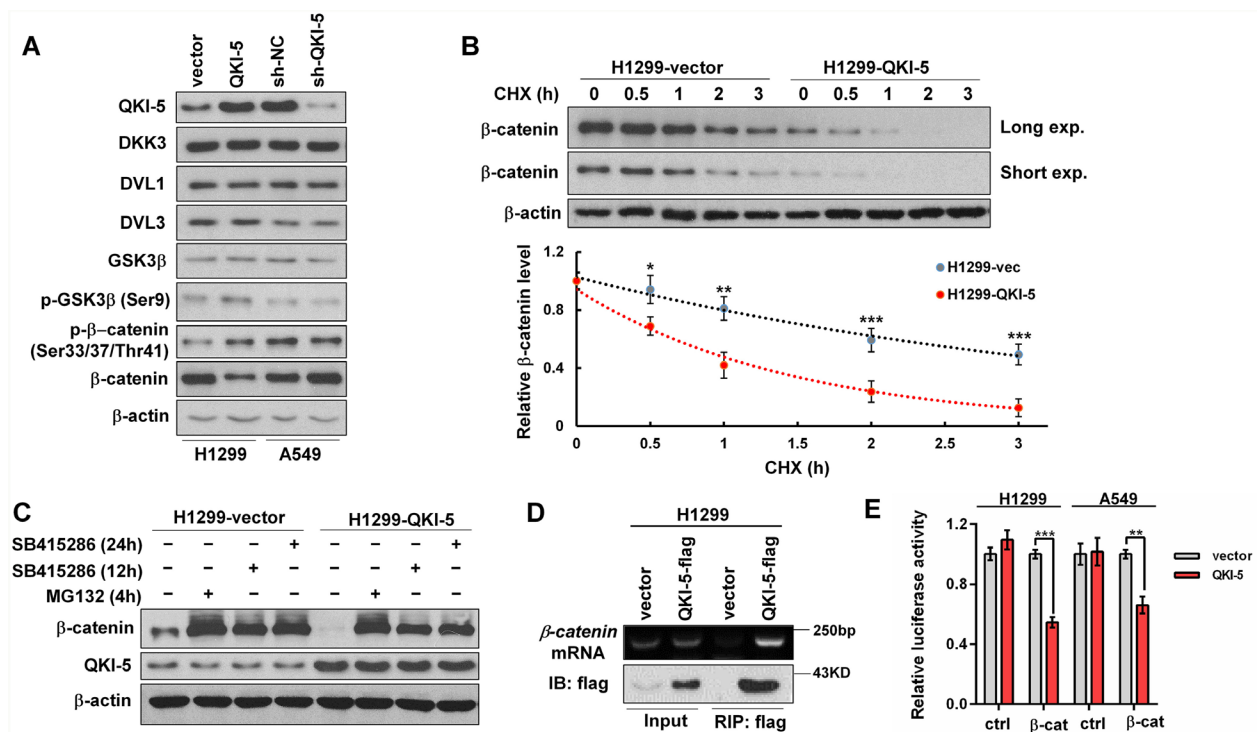 A
vector
QKI-5
sh-NC
sh-QKI-5
QKI-5
DKK3
DVL1
DVL3
GSK3β
p-GSK3β (Ser9)
p-β–catenin
(Ser33/37/Thr41)
β-catenin
β-actin
H1299 A549
B
H1299-vector H1299-QKI-5
CHX (h) 0 0.5 1 2 3 0 0.5 1 2 3
β-catenin Long exp.
β-catenin Short exp.
β-actin
Relative β-catenin level
1.2
0.8
0.4
0
* ** *** ***
H1299-vec
H1299-QKI-5
0 0.5 1 1.5 2 2.5 3
CHX (h)
C
H1299-vector H1299-QKI-5
SB415286 (24h) – – – + – – – +
SB415286 (12h) – – + – – – + –
MG132 (4h) – + – – – + – –
β-catenin
QKI-5
β-actin
D
H1299
vector
QKI-5-flag
vector
QKI-5-flag
β-catenin
mRNA
250bp
IB: flag
43KD
Input RIP: flag
E
H1299 A549
Relative luciferase activity
1.2
0.8
0.4
0.0
*** **
vector
QKI-5
ctrl β-cat ctrl β-cat